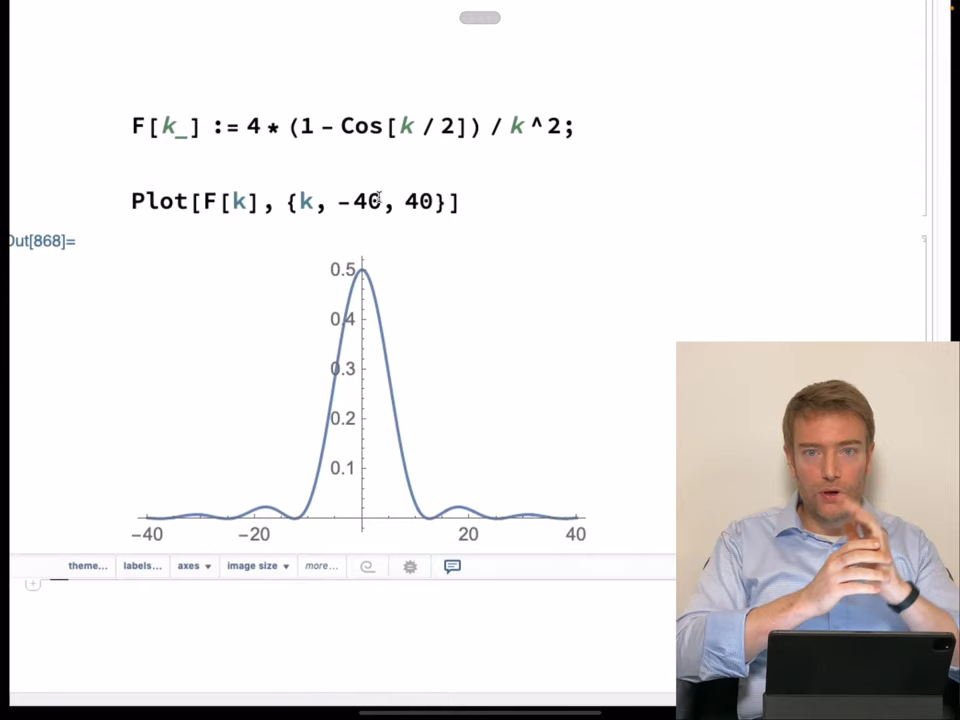 F[k_] := 4 * (1 - Cos[k / 2]) / k ^ 2;
Plot[F[k], {k, -40, 40}]
Out[868]=
0.5
0.4
0.3
0.2
0.1
-40 -20 20 40
theme... labels... axes image size more...